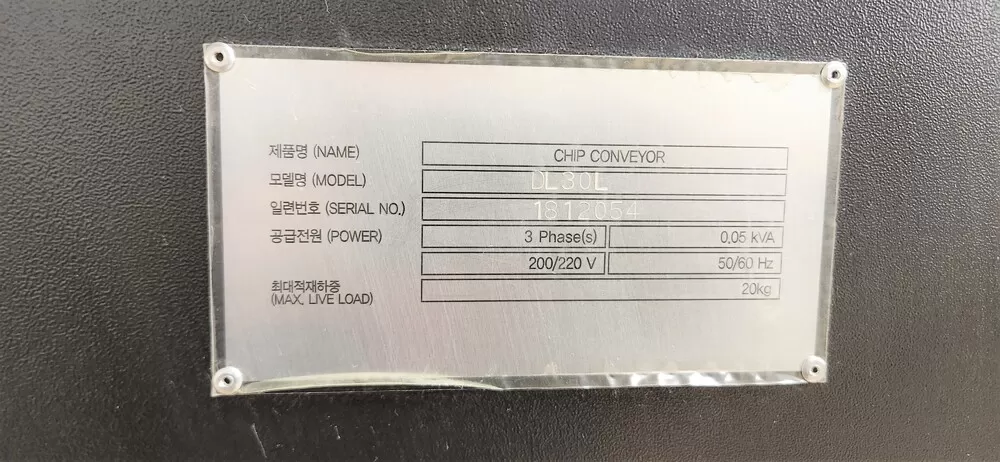 제품명 (NAME) CHIP CONVEYOR
모델명 (MODEL) DL30L
일련번호 (SERIAL NO.) 1812054
공급전원 (POWER) 3 Phase(s) 0.05 kVA
200/220 V 50/60 Hz
최대적재하중 20kg
(MAX. LIVE LOAD)